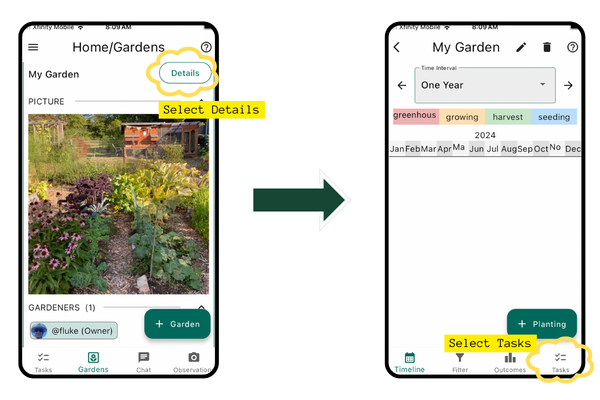 Xfinity Mobile 8:09 AM
Home/Gardens
My Garden
Details
Select Details
PICTURE
GARDENERS (1)
@fluke (Owner)
+ Garden
Tasks Gardens Chat Observation
Xfinity Mobile 8:09 AM
My Garden
Time Interval
One Year
greenhous growing harvest seeding
2024
Jan Feb Mar Apr Ma Jun Jul Aug Sep Oct No Dec
+ Planting
Select Tasks
Timeline Filter Outcomes Tasks